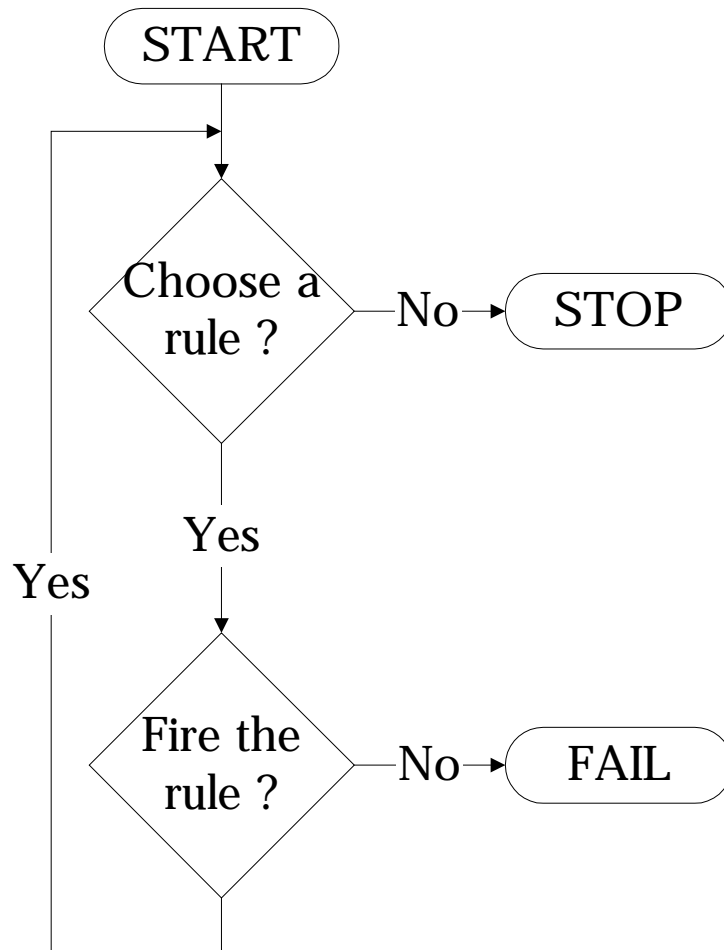 START
Choose a
rule ?
No
STOP
Yes
Yes
Fire the
rule ?
No
FAIL